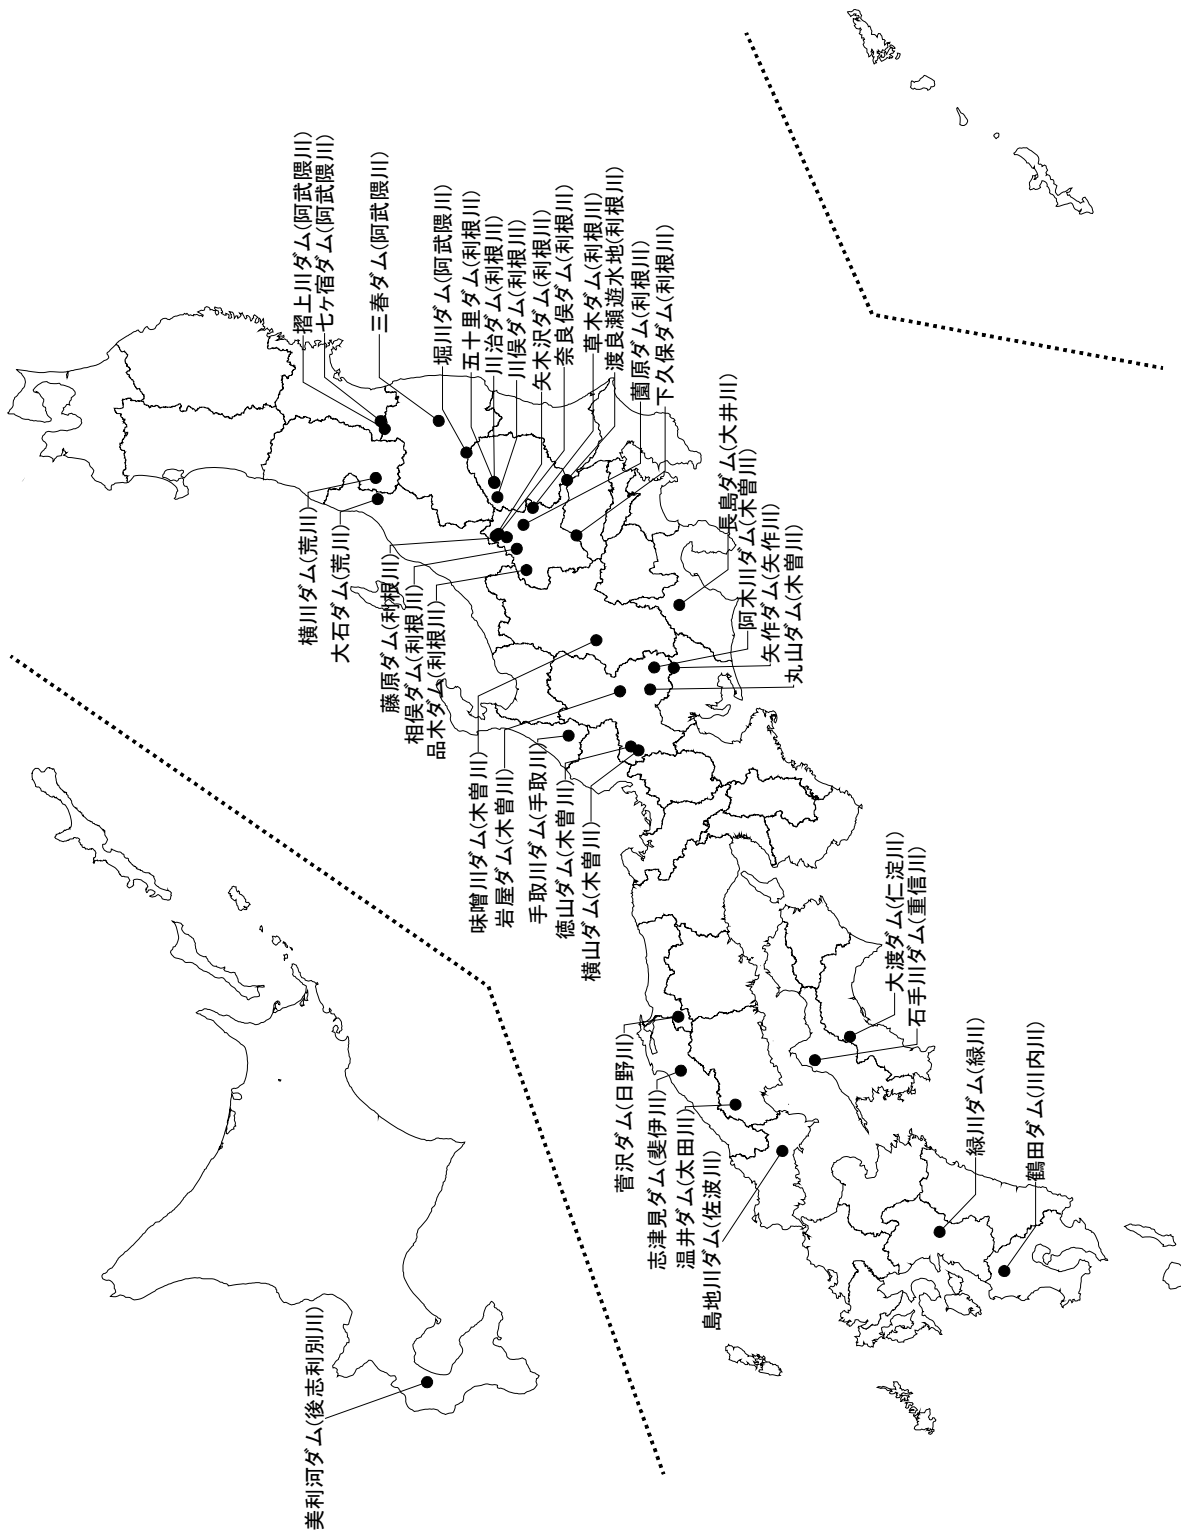 摺上川ダム(阿武隈川)
七ヶ宿ダム(阿武隈川)
三春ダム(阿武隈川)
堀川ダム(阿武隈川)
五十里ダム(利根川)
川治ダム(利根川)
川俣ダム(利根川)
矢木沢ダム(利根川)
奈良俣ダム(利根川)
草木ダム(利根川)
渡良瀬遊水地(利根川)
薗原ダム(利根川)
下久保ダム(利根川)
長島ダム(大井川)
阿木川ダム(木曽川)
矢作ダム(矢作川)
丸山ダム(木曽川)
横川ダム(荒川)
大石ダム(荒川)
藤原ダム(利根川)
相俣ダム(利根川)
品木ダム(利根川)
味噌川ダム(木曽川)
岩屋ダム(木曽川)
手取川ダム(手取川)
徳山ダム(木曽川)
横山ダム(木曽川)
大渡ダム(仁淀川)
石手川ダム(重信川)
緑川ダム(緑川)
鶴田ダム(川内川)
菅沢ダム(日野川)
志津見ダム(斐伊川)
温井ダム(太田川)
島地川ダム(佐波川)
美利河ダム(後志利別川)